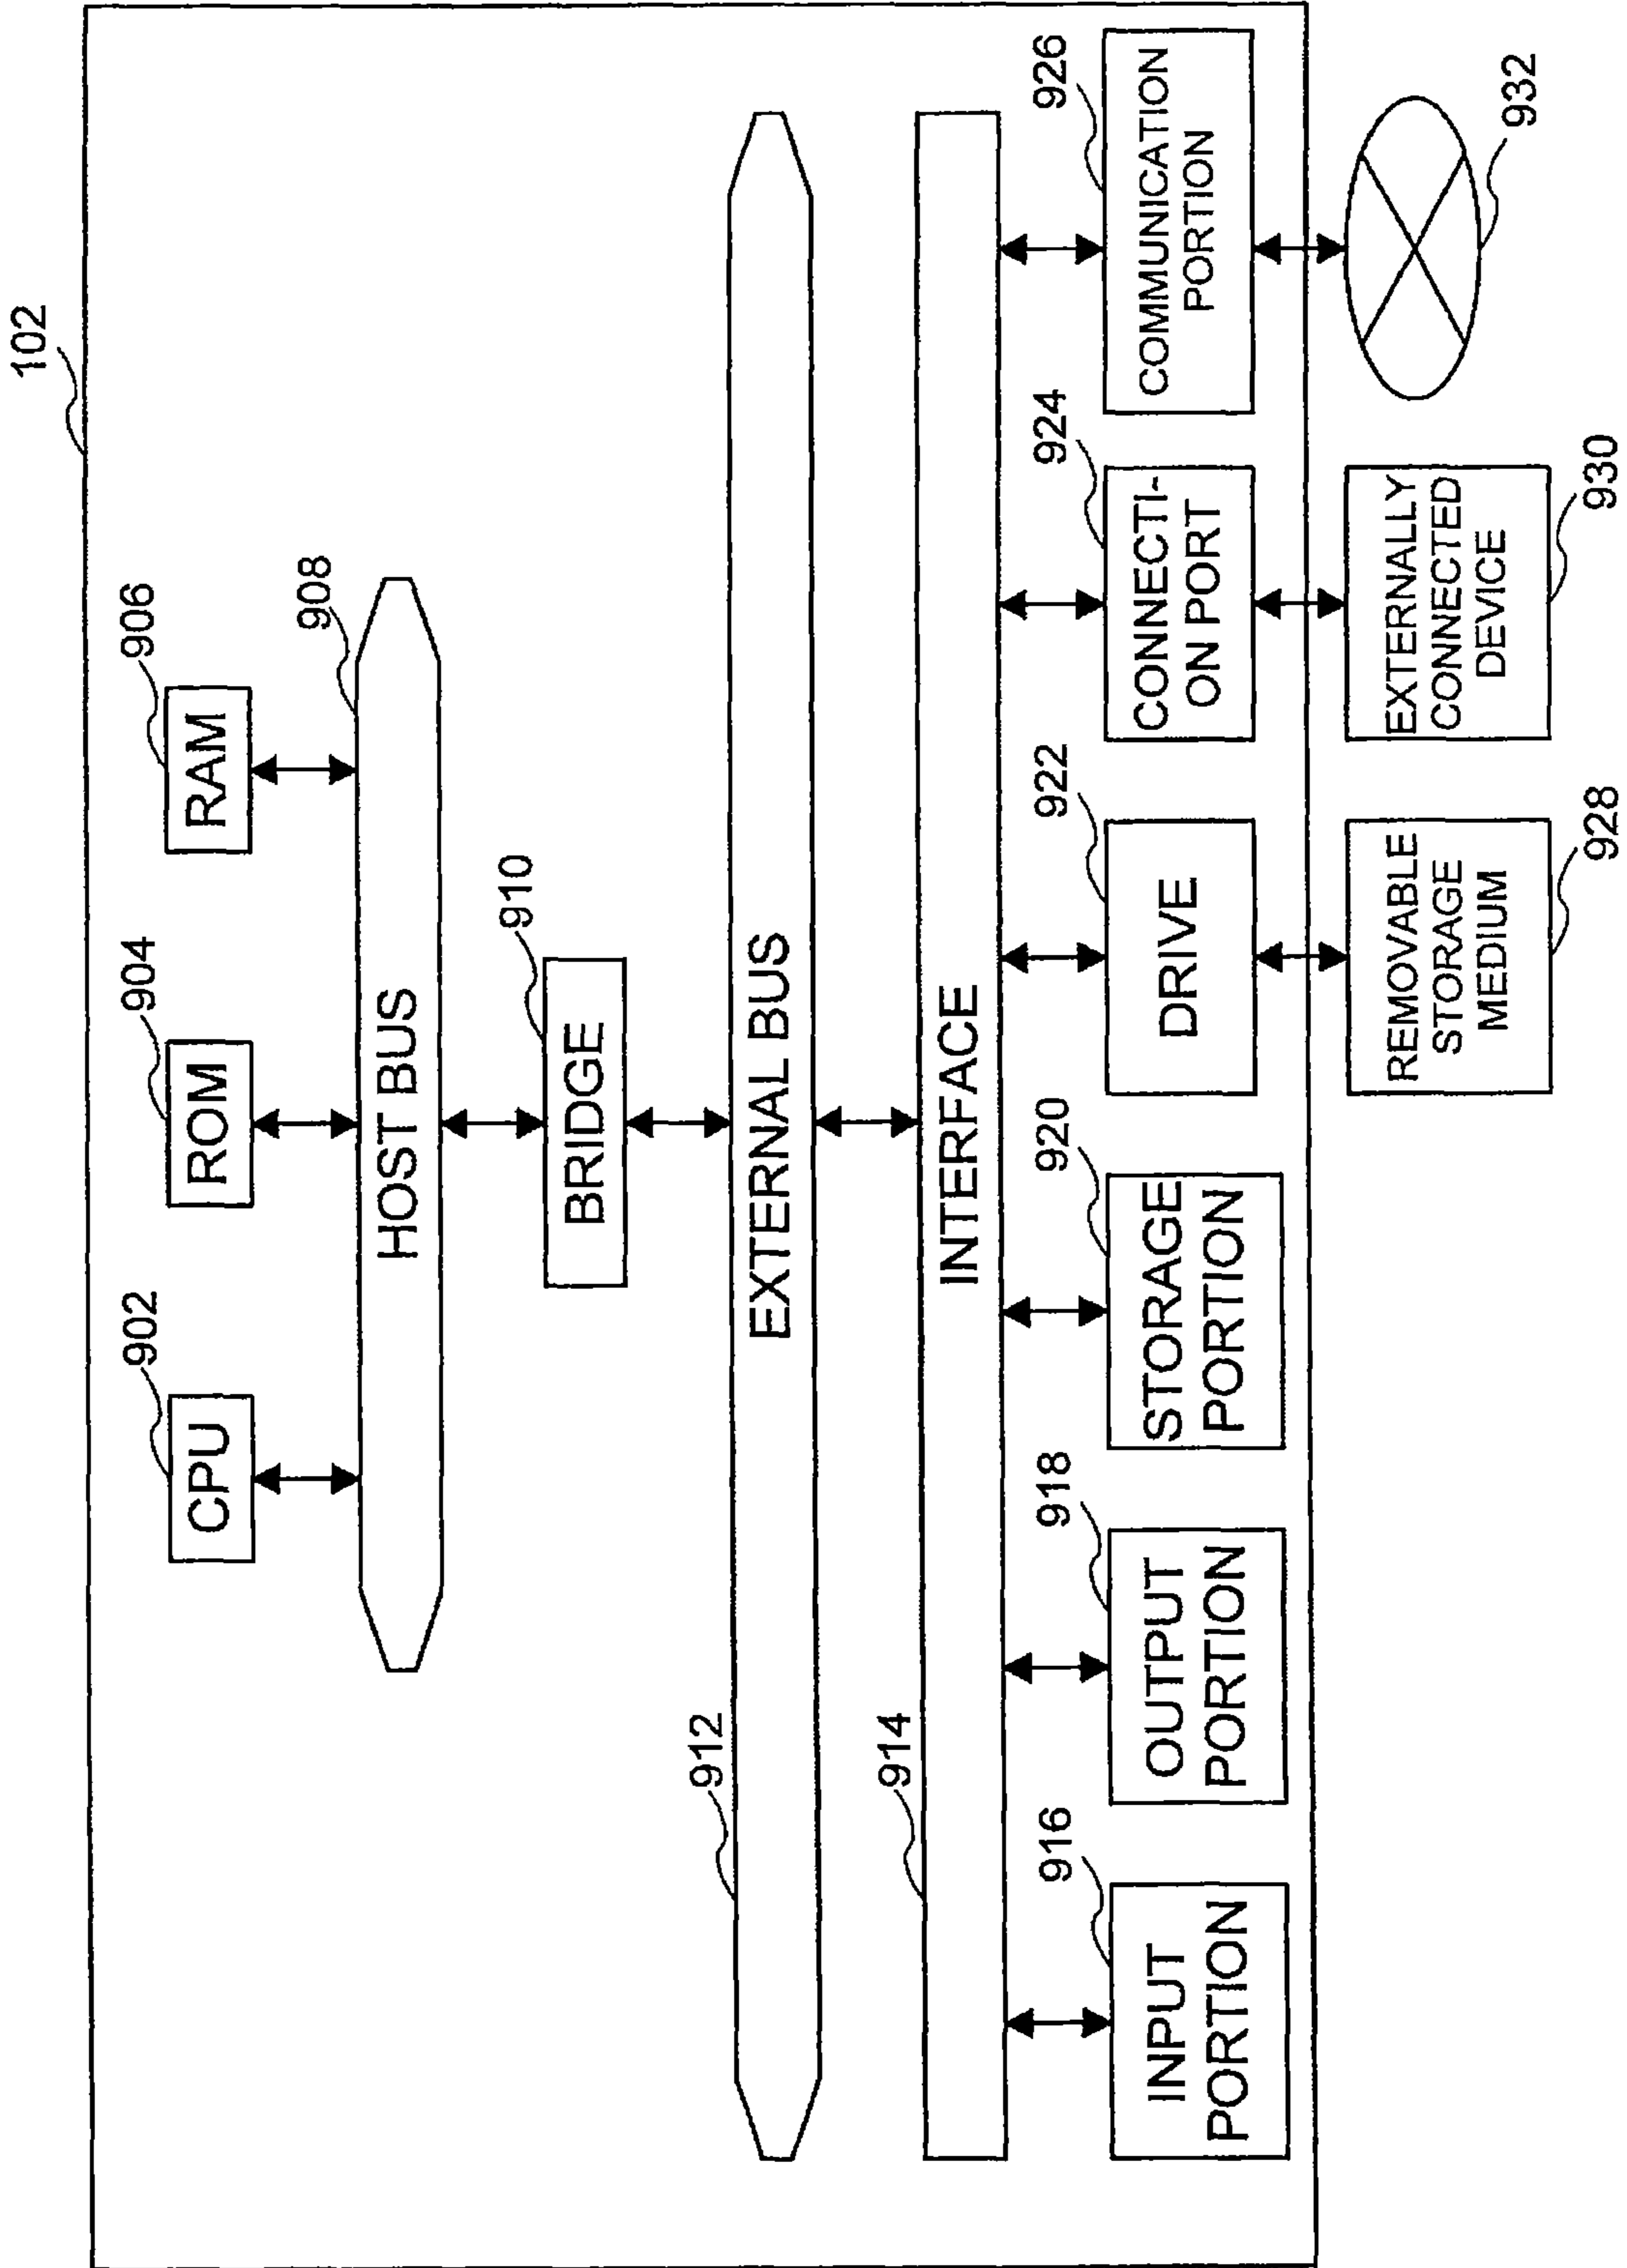 102
902
904
906
CPU
ROM
RAM
908
HOST BUS
910
BRIDGE
912
EXTERNAL BUS
914
INTERFACE
916
918
920
922
924
926
INPUT
PORTION
OUTPUT
PORTION
STORAGE
PORTION
DRIVE
CONNECTI-
ON PORT
COMMUNICATION
PORTION
REMOVABLE
STORAGE
MEDIUM
EXTERNALLY
CONNECTED
DEVICE
928
930
932